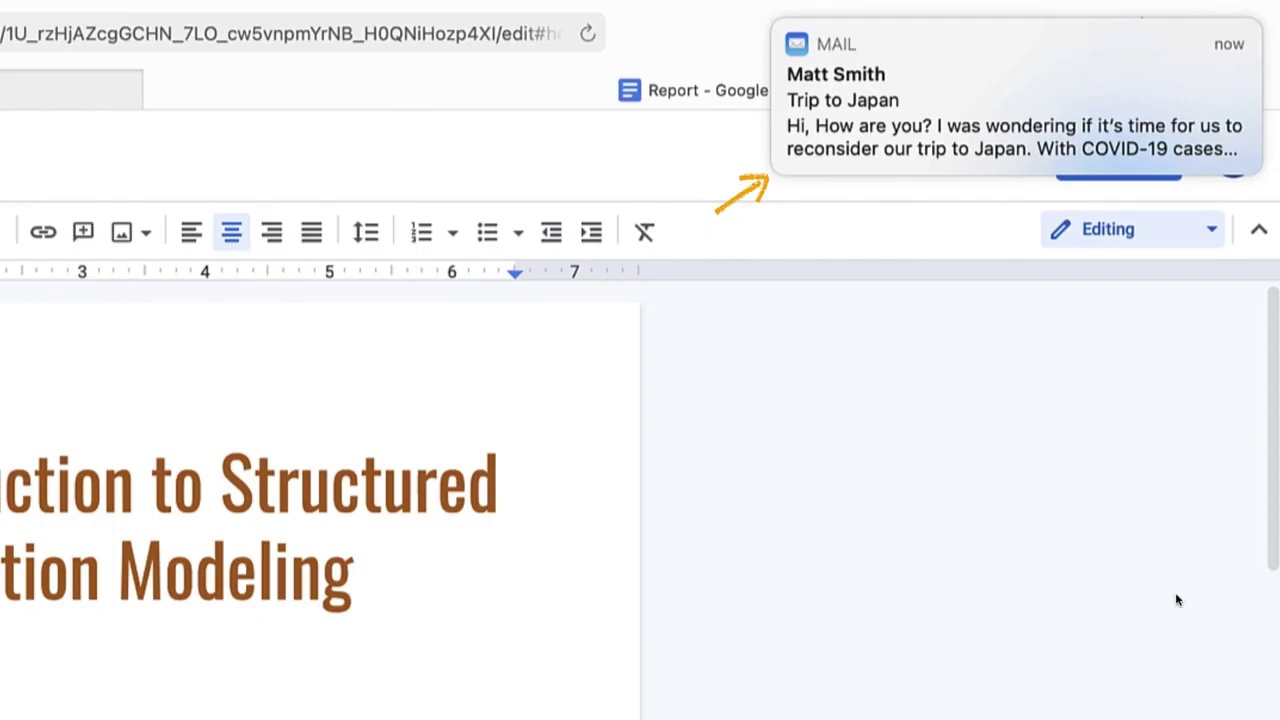 /1U_rzHjAZcgGCHN_7LO_cw5vnpmYrNB_H0QNiHozp4XI/edit#h
MAIL now
Matt Smith
Report - Google
Trip to Japan
Hi, How are you? I was wondering if it's time for us to
reconsider our trip to Japan. With COVID-19 cases...
Editing
3 4 5 6 7
ction to Structured
tion Modeling